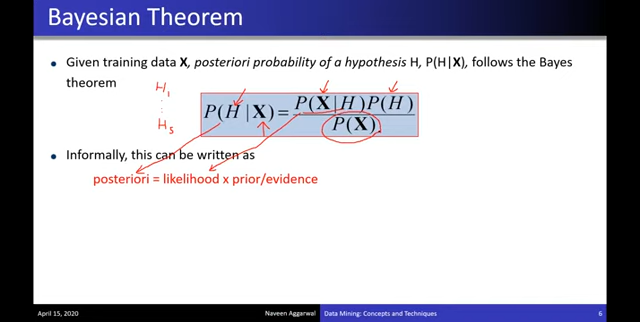 Bayesian Theorem
Given training data X, posteriori probability of a hypothesis H, P(H|X), follows the Bayes
theorem
H1
:
H5
P(H | X) = P(X | H)P(H) / P(X)
Informally, this can be written as
posteriori = likelihood x prior/evidence
April 15, 2020 Naveen Aggarwal Data Mining: Concepts and Techniques 6